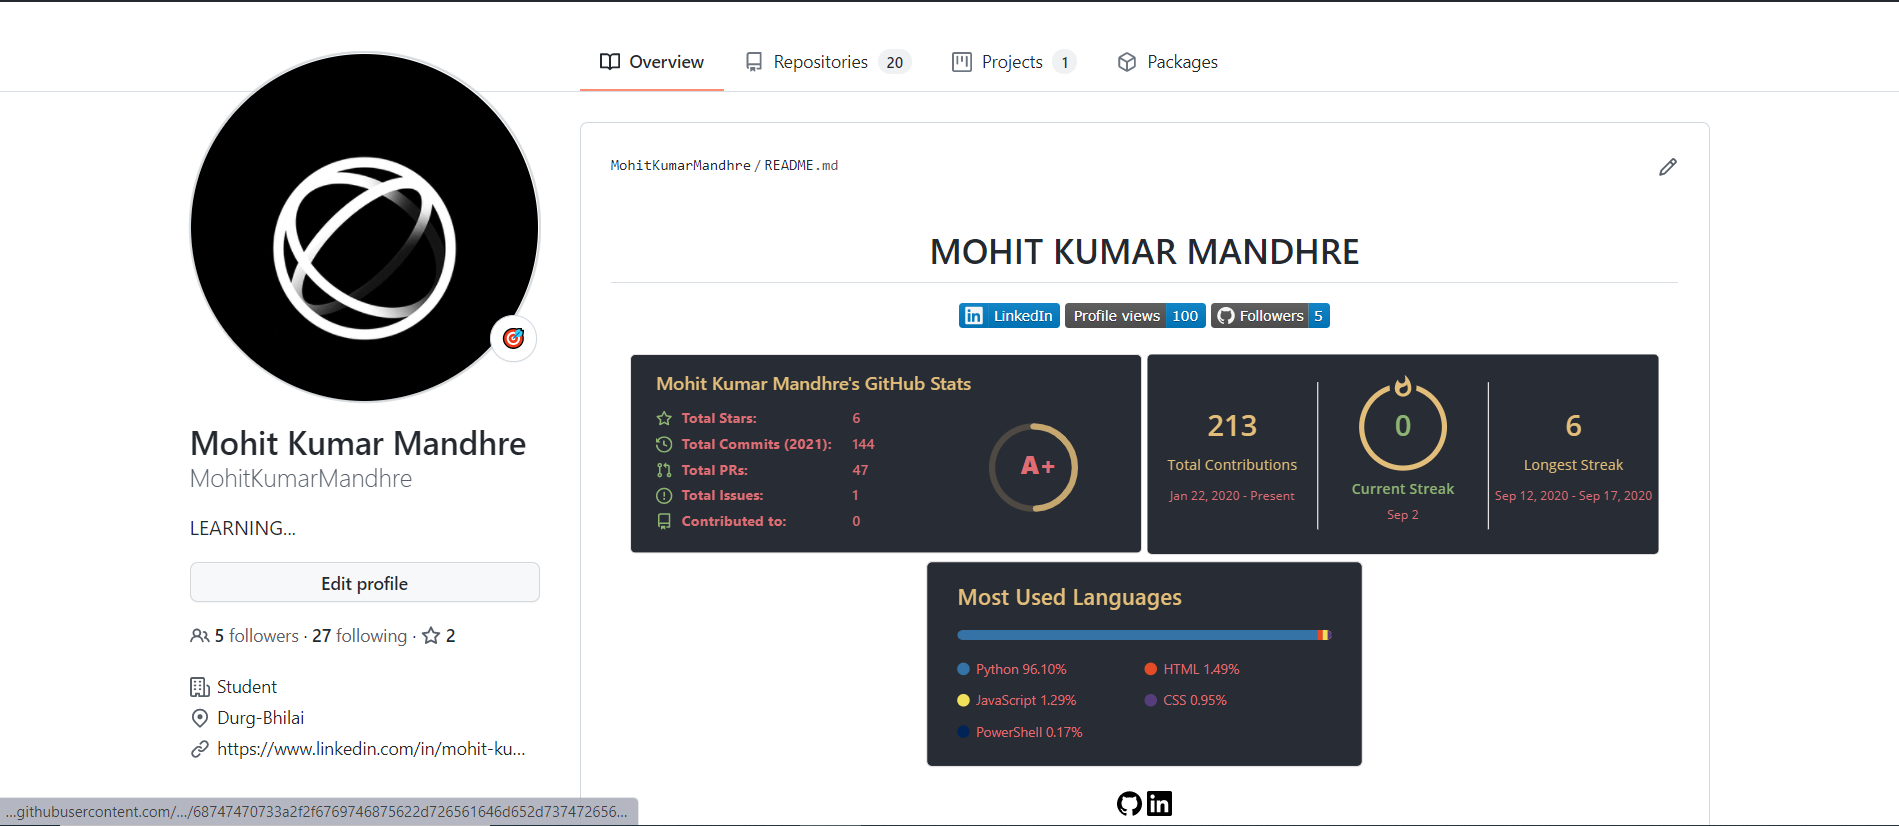 Overview
Repositories 20
Projects 1
Packages
MohitKumarMandhre / README.md
MOHIT KUMAR MANDHRE
LinkedIn
Profile views 100
Followers 5
Mohit Kumar Mandhre's GitHub Stats
Total Stars: 6
Total Commits (2021): 144
Total PRs: 47
Total Issues: 1
Contributed to: 0
A+
213
Total Contributions
Jan 22, 2020 - Present
0
Current Streak
Sep 2
6
Longest Streak
Sep 12, 2020 - Sep 17, 2020
Most Used Languages
Python 96.10%
HTML 1.49%
JavaScript 1.29%
CSS 0.95%
PowerShell 0.17%
Mohit Kumar Mandhre
MohitKumarMandhre
LEARNING...
Edit profile
5 followers · 27 following · 2
Student
Durg-Bhilai
https://www.linkedin.com/in/mohit-ku...
...githubusercontent.com/.../68747470733a2f2f6769746875622d726561646d652d737472656...